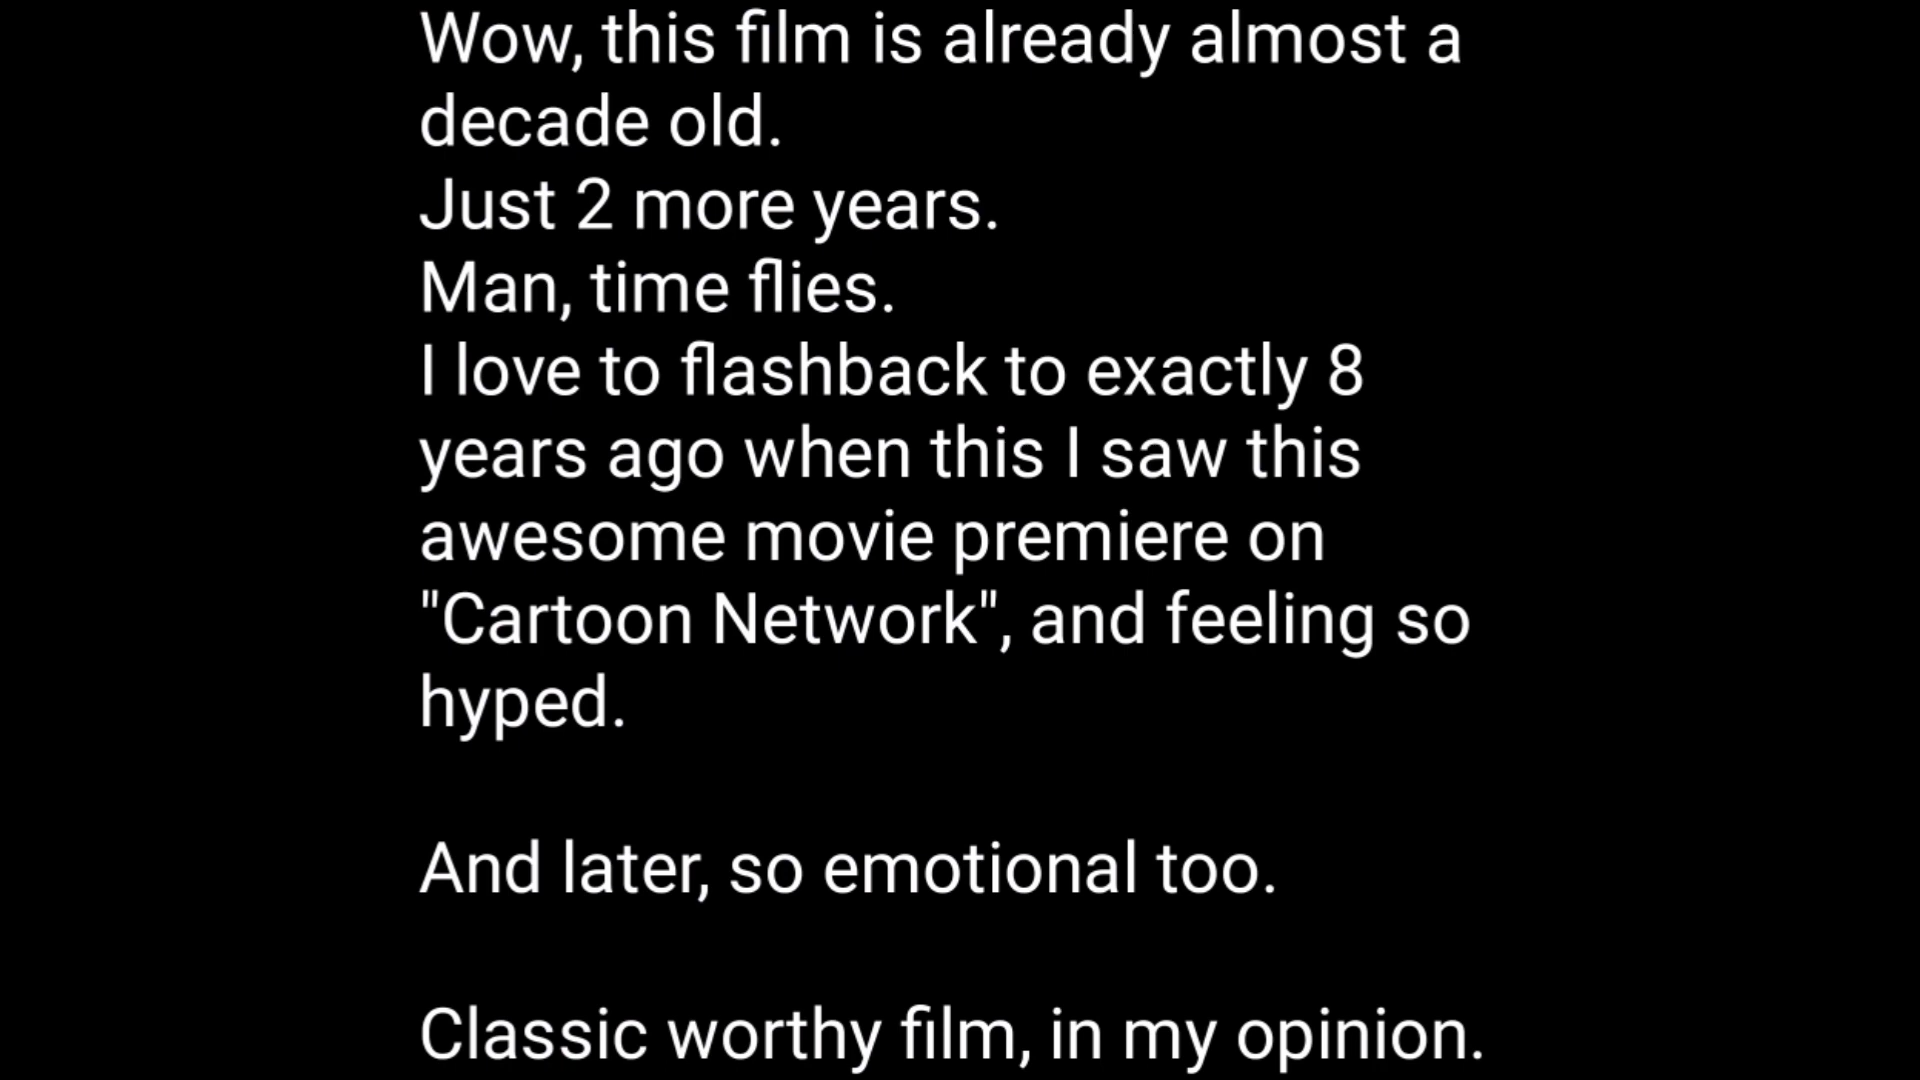 Wow, this film is already almost a
decade old.
Just 2 more years.
Man, time flies.
I love to flashback to exactly 8
years ago when this I saw this
awesome movie premiere on
"Cartoon Network", and feeling so
hyped.
And later, so emotional too.
Classic worthy film, in my opinion.